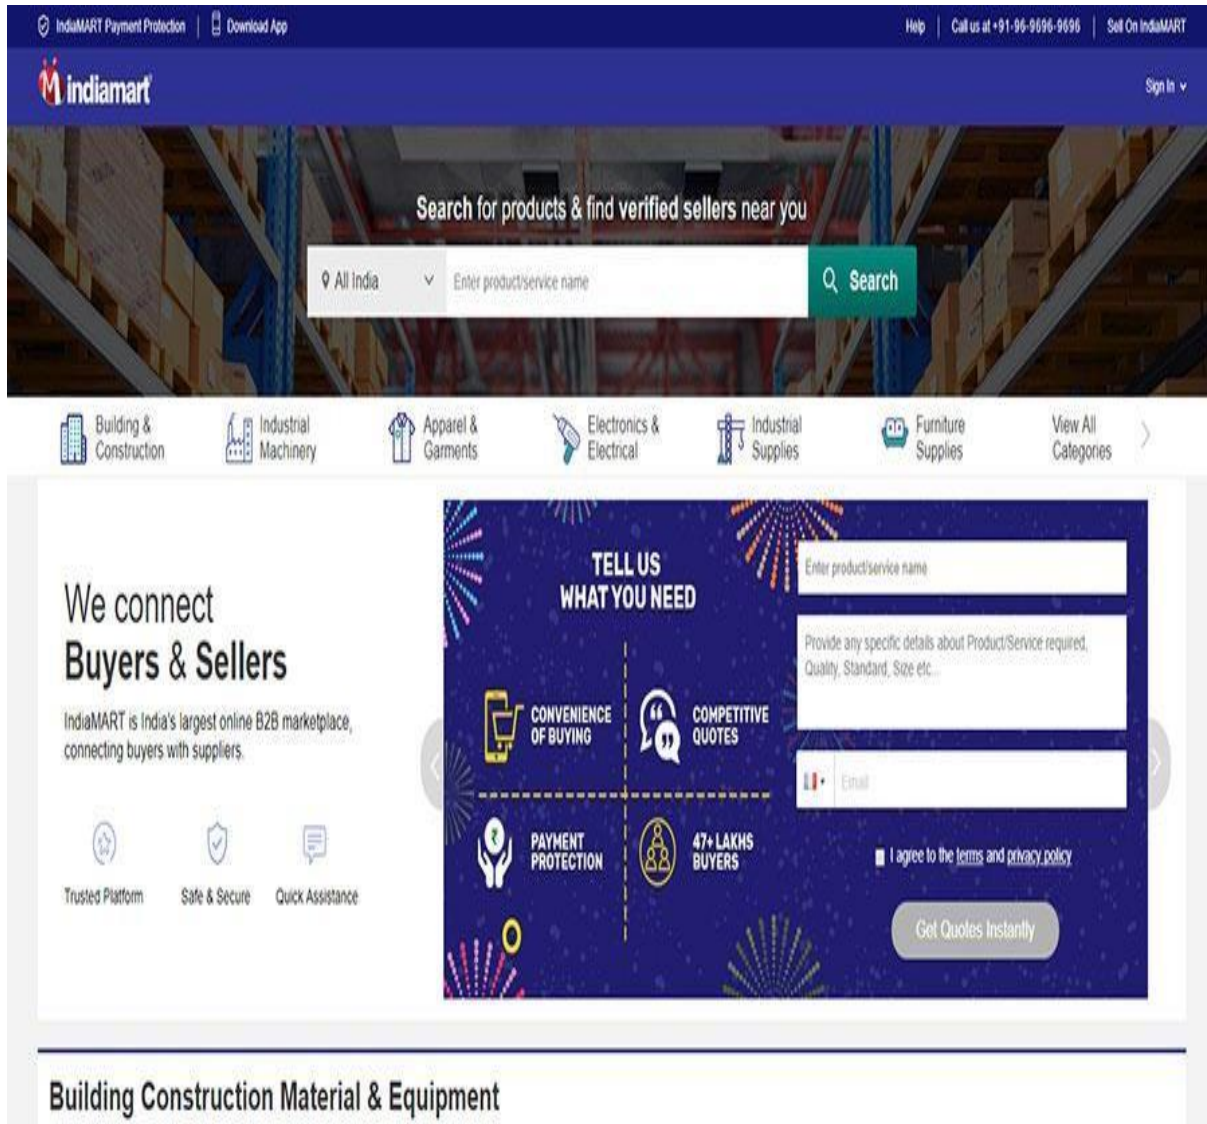 IndiaMART Payment Protection | Download App Help | Call us at +91-96-9696-9696 | Sell On IndiaMART
indiamart
Sign In
Search for products & find verified sellers near you
All India Enter product/service name Search
Building & Construction
Industrial Machinery
Apparel & Garments
Electronics & Electrical
Industrial Supplies
Furniture Supplies
View All Categories
We connect
Buyers & Sellers
IndiaMART is India's largest online B2B marketplace,
connecting buyers with suppliers.
Trusted Platform
Safe & Secure
Quick Assistance
TELL US
WHAT YOU NEED
CONVENIENCE
OF BUYING
COMPETITIVE
QUOTES
PAYMENT
PROTECTION
47+ LAKHS
BUYERS
Enter product/service name
Provide any specific details about Product/Service required,
Quality, Standard, Size etc...
Email
I agree to the terms and privacy policy
Get Quotes Instantly
Building Construction Material & Equipment